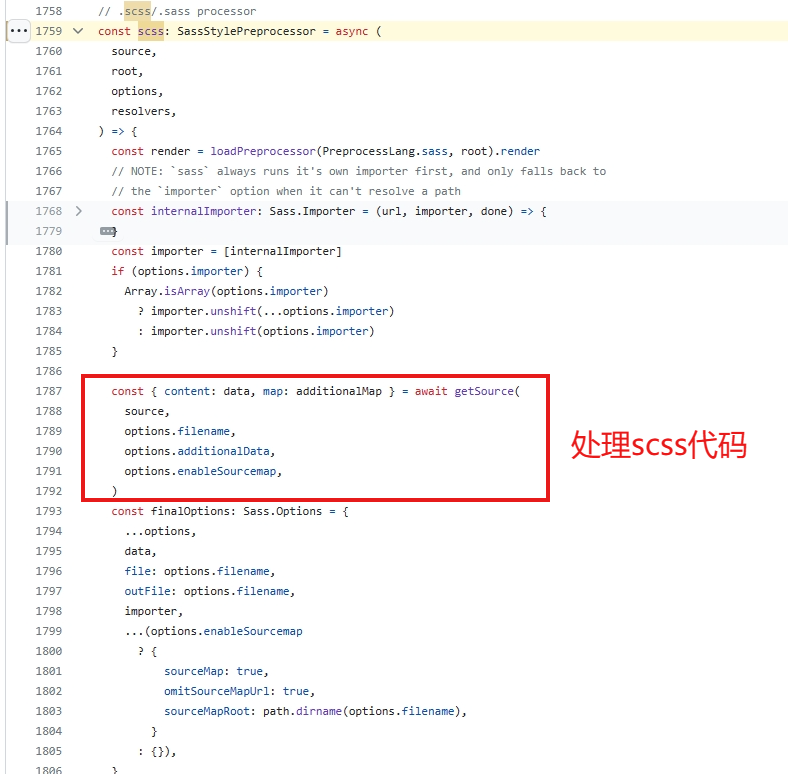 1758 // .scss/.sass processor
1759 const scss: SassStylePreprocessor = async (
1760 source,
1761 root,
1762 options,
1763 resolvers,
1764 ) => {
1765 const render = loadPreprocessor(PreprocessLang.sass, root).render
1766 // NOTE: `sass` always runs it's own importer first, and only falls back to
1767 // the `importer` option when it can't resolve a path
1768 const internalImporter: Sass.Importer = (url, importer, done) => {
1779 }
1780 const importer = [internalImporter]
1781 if (options.importer) {
1782 Array.isArray(options.importer)
1783 ? importer.unshift(...options.importer)
1784 : importer.unshift(options.importer)
1785 }
1786
1787 const { content: data, map: additionalMap } = await getSource(
1788 source,
1789 options.filename,
1790 options.additionalData,
1791 options.enableSourcemap,
处理scss代码
1792 )
1793 const finalOptions: Sass.Options = {
1794 ...options,
1795 data,
1796 file: options.filename,
1797 outFile: options.filename,
1798 importer,
1799 ...(options.enableSourcemap
1800 ? {
1801 sourceMap: true,
1802 omitSourceMapUrl: true,
1803 sourceMapRoot: path.dirname(options.filename),
1804 }
1805 : {}),
1806 }